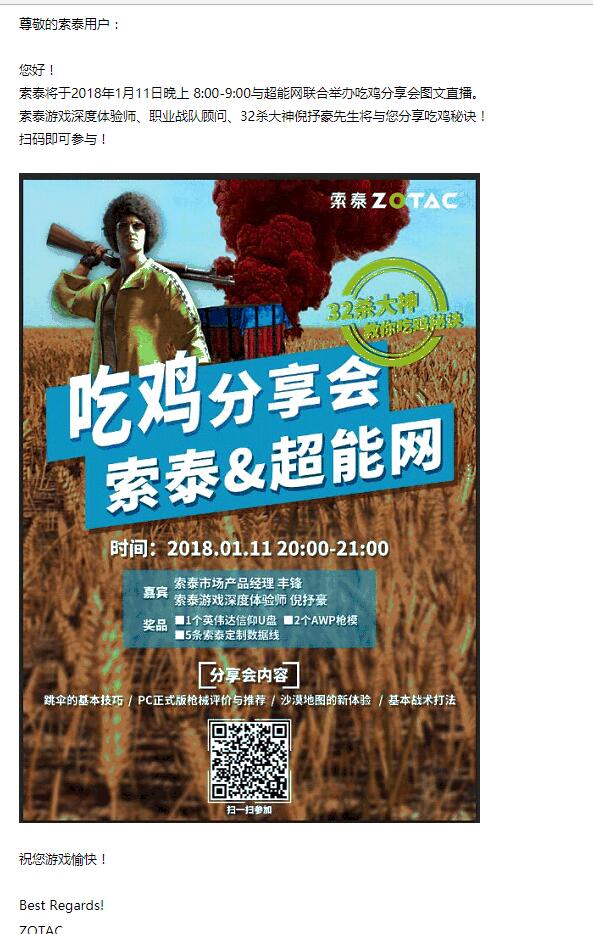 尊敬的索泰用户：
您好！
索泰将于2018年1月11日晚上 8:00-9:00与超能网联合举办吃鸡分享会图文直播。
索泰游戏深度体验师、职业战队顾问、32杀大神倪抒豪先生将与您分享吃鸡秘诀！
扫码即可参与！
索泰 ZOTAC
32杀大神
教你吃鸡秘诀
吃鸡分享会
索泰&超能网
时间：2018.01.11 20:00-21:00
嘉宾 索泰市场产品经理 丰锋
索泰游戏深度体验师 倪抒豪
奖品 ■1个英伟达信仰U盘 ■2个AWP枪模
■5条索泰定制数据线
分享会内容
跳伞的基本技巧 / PC正式版枪械评价与推荐 / 沙漠地图的新体验 / 基本战术打法
扫一扫参加
祝您游戏愉快！
Best Regards!
ZOTAC